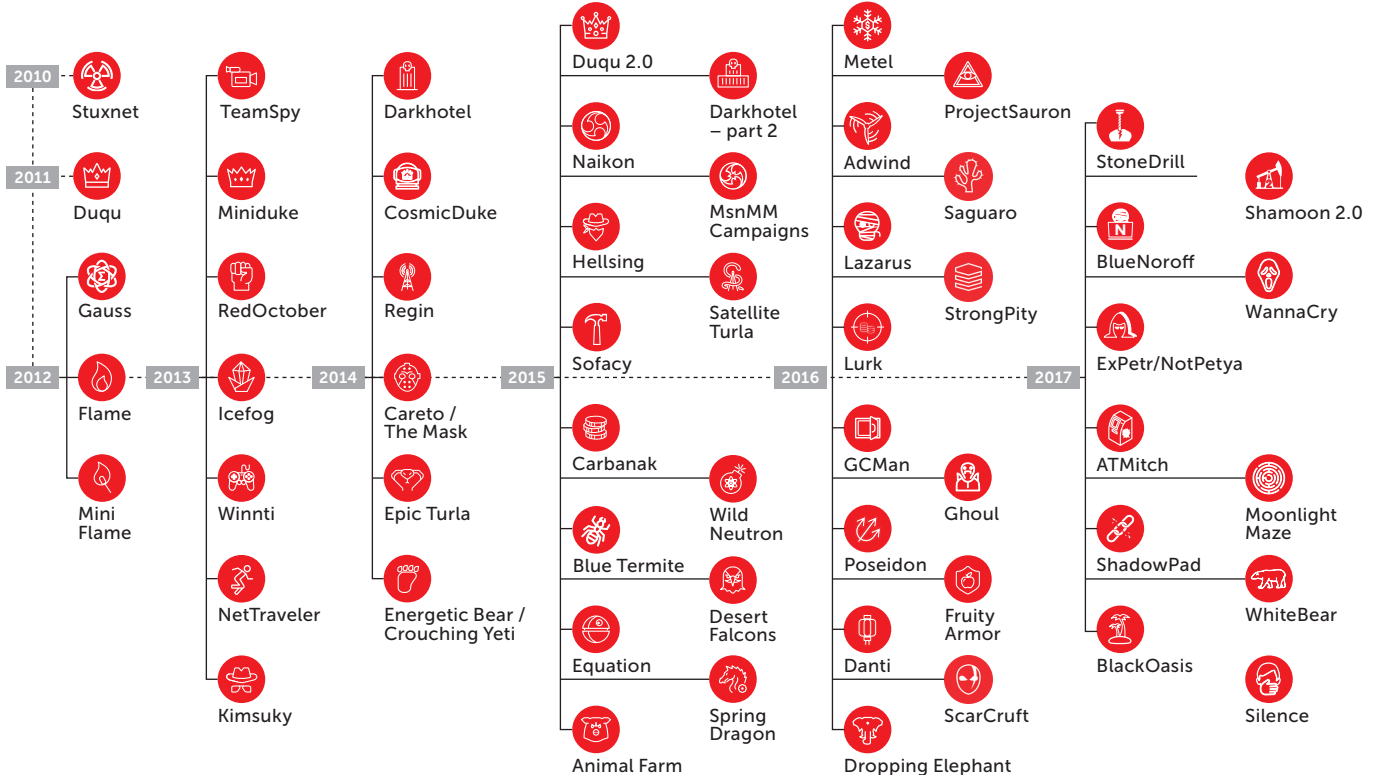 2010
Stuxnet
2011
Duqu
2012
Gauss
Flame
Mini
Flame
2013
TeamSpy
Miniduke
RedOctober
Icefog
Winnti
NetTraveler
Kimsuky
2014
Darkhotel
CosmicDuke
Regin
Careto /
The Mask
Epic Turla
Energetic Bear /
Crouching Yeti
2015
Duqu 2.0
Darkhotel
– part 2
Naikon
MsnMM
Campaigns
Hellsing
Satellite
Turla
Sofacy
Carbanak
Wild
Neutron
Blue Termite
Desert
Falcons
Equation
Spring
Dragon
Animal Farm
2016
Metel
ProjectSauron
Adwind
Saguaro
Lazarus
StrongPity
Lurk
GCMan
Ghoul
Poseidon
Fruity
Armor
Danti
ScarCruft
Dropping Elephant
2017
StoneDrill
Shamoon 2.0
N
BlueNoroff
WannaCry
ExPetr/NotPetya
ATMitch
Moonlight
Maze
ShadowPad
WhiteBear
BlackOasis
Silence